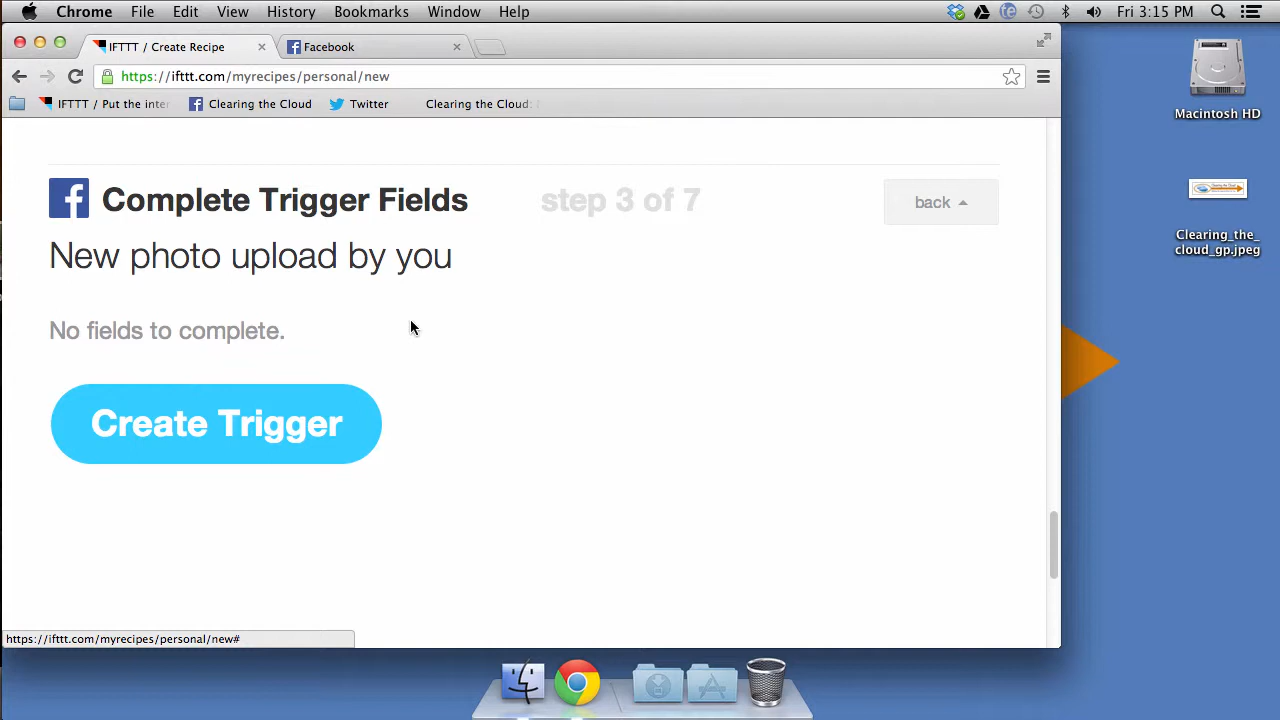 Chrome File Edit View History Bookmarks Window Help Fri 3:15 PM
IFTTT / Create Recipe Facebook
https://ifttt.com/myrecipes/personal/new
IFTTT / Put the inter Clearing the Cloud Twitter Clearing the Cloud:
Macintosh HD
Complete Trigger Fields step 3 of 7 back
New photo upload by you
Clearing_the_
cloud_gp.jpeg
No fields to complete.
Create Trigger
https://ifttt.com/myrecipes/personal/new#